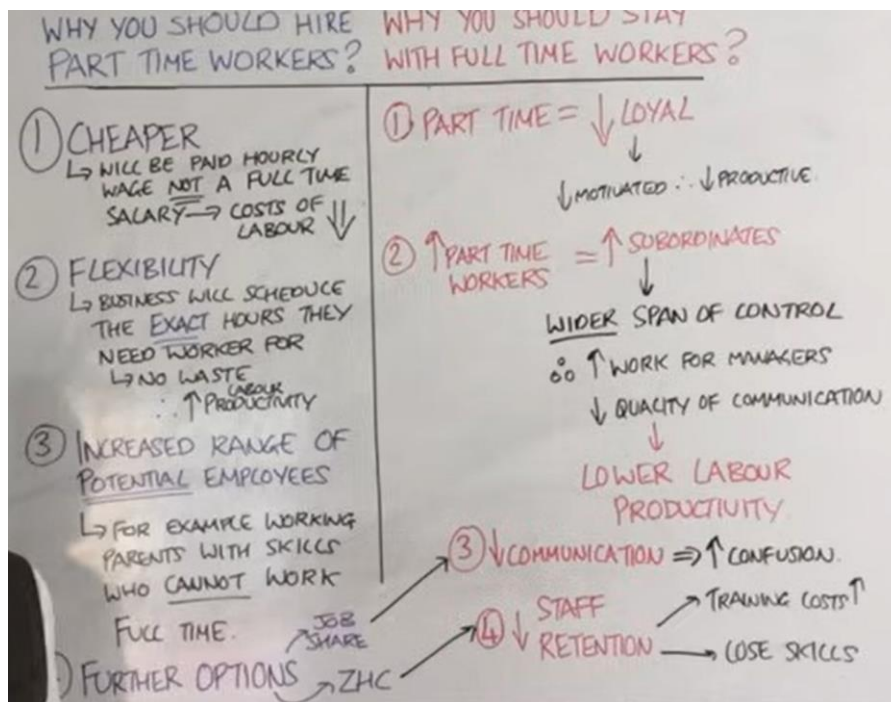 WHY YOU SHOULD HIRE
PART TIME WORKERS?
① CHEAPER
↳ WILL BE PAID HOURLY
WAGE NOT A FULL TIME
SALARY → COSTS OF
LABOUR ⇓
② FLEXIBILITY
↳ BUSINESS WILL SCHEDUCE
THE EXACT HOURS THEY
NEED WORKER FOR
↳ NO WASTE
∴ ↑ LABOUR
PRODUCTIVITY
③ INCREASED RANGE OF
POTENTIAL EMPLOYEES
↳ FOR EXAMPLE WORKING
PARENTS WITH SKILLS
WHO CANNOT WORK
FULL TIME.
) FURTHER OPTIONS
↗ JOB
SHARE
→ ZHC
WHY YOU SHOULD STAY
WITH FULL TIME WORKERS?
① PART TIME = ↓ LOYAL
↓
↓ MOTIVATED ∴ ↓ PRODUCTIVE.
② ↑ PART TIME
WORKERS = ↑ SUBORDINATES
↓
WIDER SPAN OF CONTROL
∴ ↑ WORK FOR MANAGERS
↓ QUALITY OF COMMUNICATION
↓
LOWER LABOUR
PRODUCTIVITY
③ ↓ COMMUNICATION ⇒ ↑ CONFUSION.
④ ↓ STAFF
RETENTION
↗ TRAINING COSTS ↑
→ LOSE SKILLS